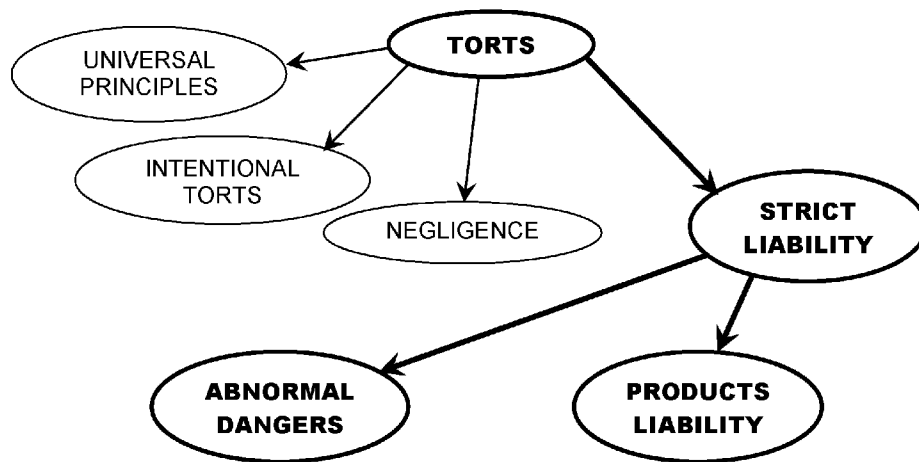 TORTS
UNIVERSAL
PRINCIPLES
INTENTIONAL
TORTS
NEGLIGENCE
STRICT
LIABILITY
ABNORMAL
DANGERS
PRODUCTS
LIABILITY